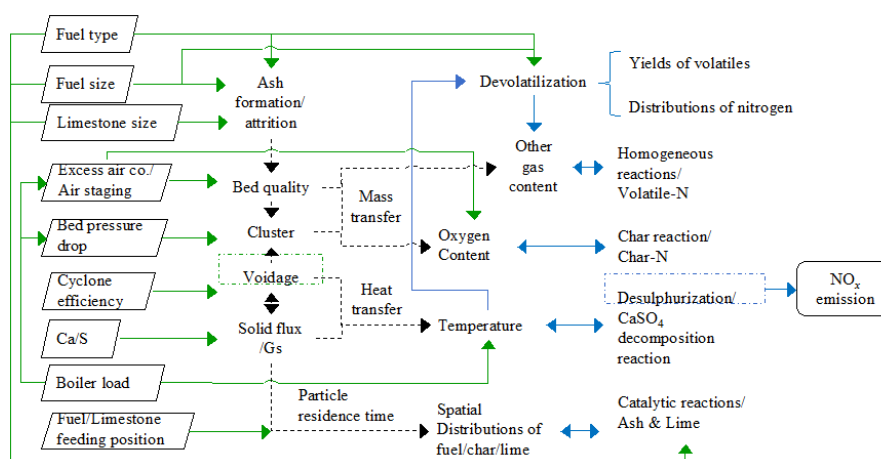 Fuel type
Fuel size
Limestone size
Excess air co./
Air staging
Bed pressure
drop
Cyclone
efficiency
Ca/S
Boiler load
Fuel/Limestone
feeding position
Ash
formation/
attrition
Bed quality
Cluster
Voidage
Solid flux
/Gs
Mass
transfer
Heat
transfer
Particle
residence time
Devolatilization
Other
gas
content
Oxygen
Content
Temperature
Spatial
Distributions of
fuel/char/lime
Yields of volatiles
Distributions of nitrogen
Homogeneous
reactions/
Volatile-N
Char reaction/
Char-N
Desulphurization/
CaSO4
decomposition
reaction
Catalytic reactions/
Ash & Lime
NOx
emission